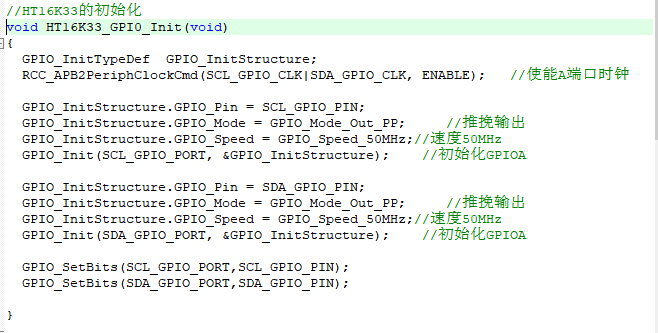 //HT16K33的初始化
void HT16K33_GPI0_Init(void)
{
GPIO_InitTypeDef  GPIO_InitStructure;
RCC_APB2PeriphClockCmd(SCL_GPIO_CLK|SDA_GPIO_CLK, ENABLE);   //使能A端口时钟
GPIO_InitStructure.GPIO_Pin = SCL_GPIO_PIN;
GPIO_InitStructure.GPIO_Mode = GPIO_Mode_Out_PP;     //推挽输出
GPIO_InitStructure.GPIO_Speed = GPIO_Speed_50MHz;//速度50MHz
GPIO_Init(SCL_GPIO_PORT, &GPIO_InitStructure);    //初始化GPIOA
GPIO_InitStructure.GPIO_Pin = SDA_GPIO_PIN;
GPIO_InitStructure.GPIO_Mode = GPIO_Mode_Out_PP;     //推挽输出
GPIO_InitStructure.GPIO_Speed = GPIO_Speed_50MHz;//速度50MHz
GPIO_Init(SDA_GPIO_PORT, &GPIO_InitStructure);    //初始化GPIOA
GPIO_SetBits(SCL_GPIO_PORT,SCL_GPIO_PIN);
GPIO_SetBits(SDA_GPIO_PORT,SDA_GPIO_PIN);
}